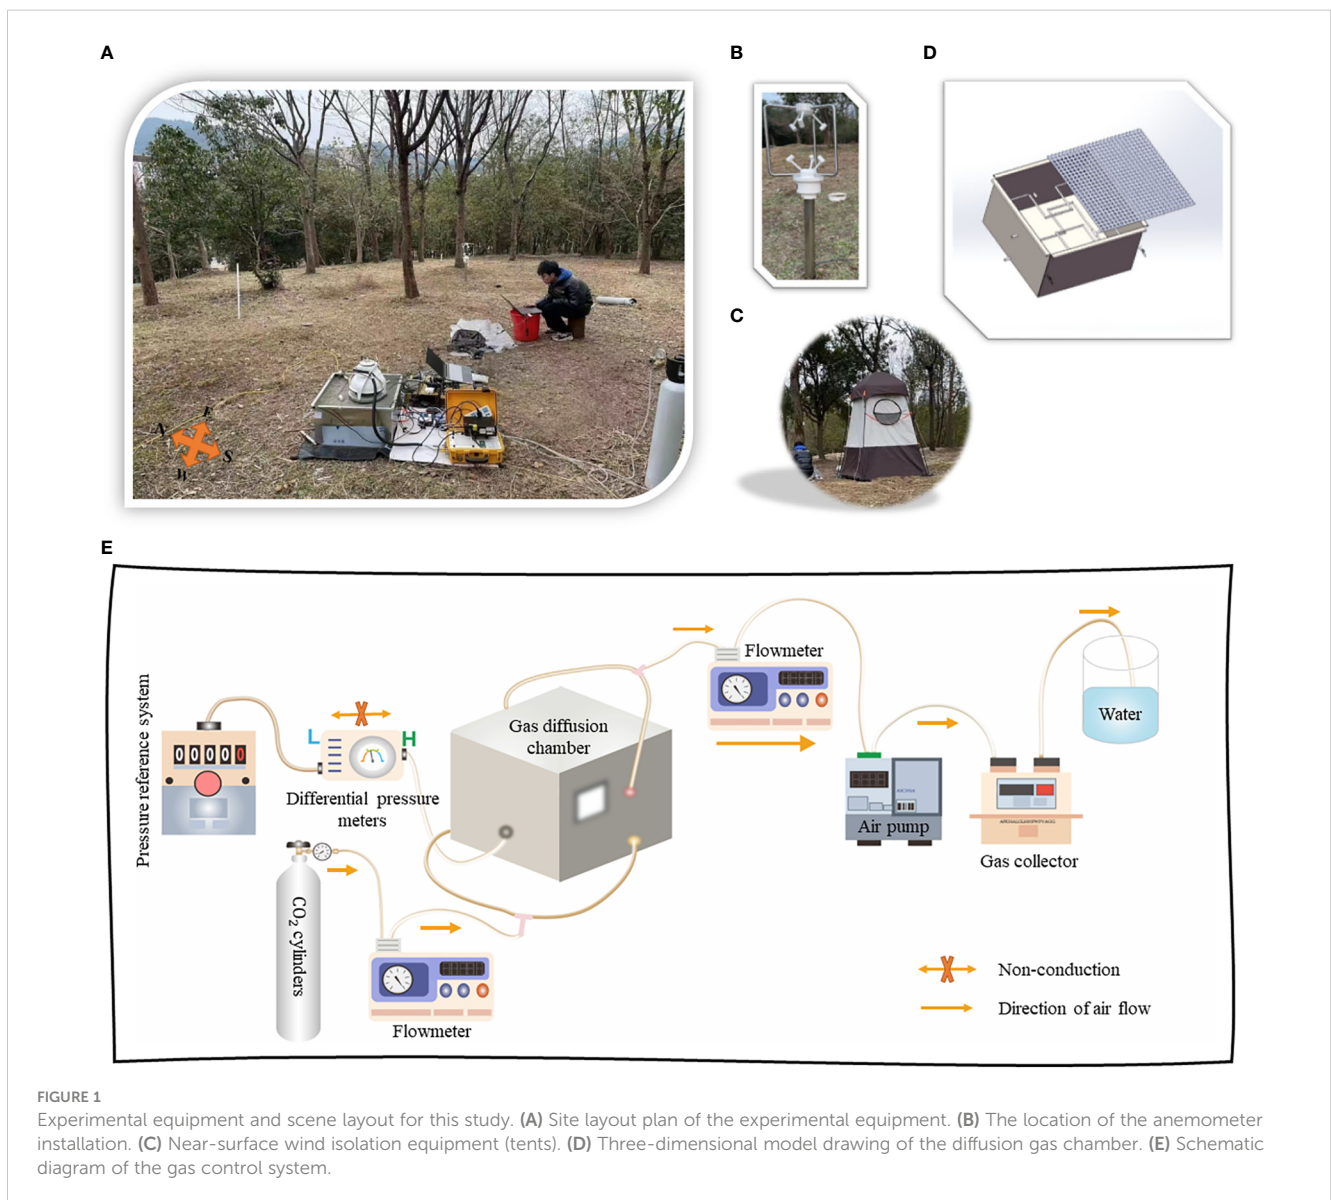 A
B
D
N
E
S
W
C
E
Pressure reference system
00000
L
H
Differential pressure
meters
Gas diffusion
chamber
Flowmeter
Air pump
Gas collector
Water
CO₂ cylinders
Flowmeter
Non-conduction
Direction of air flow
FIGURE 1
Experimental equipment and scene layout for this study. (A) Site layout plan of the experimental equipment. (B) The location of the anemometer
installation. (C) Near-surface wind isolation equipment (tents). (D) Three-dimensional model drawing of the diffusion gas chamber. (E) Schematic
diagram of the gas control system.